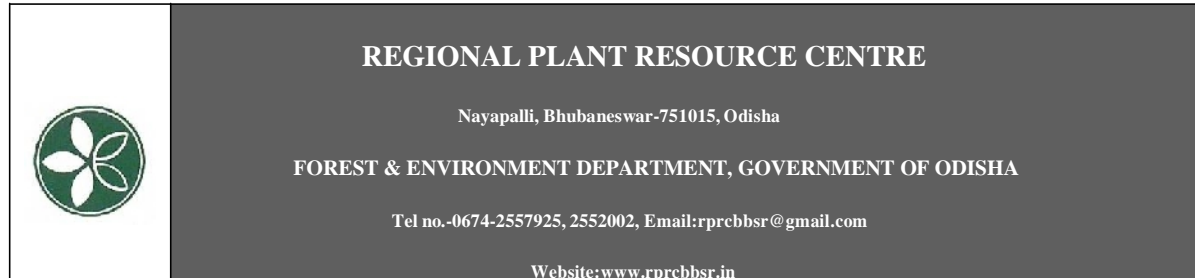 REGIONAL PLANT RESOURCE CENTRE
Nayapalli, Bhubaneswar-751015, Odisha
FOREST & ENVIRONMENT DEPARTMENT, GOVERNMENT OF ODISHA
Tel no.-0674-2557925, 2552002, Email:rprcbbsr@gmail.com
Website:www.rprcbbsr.in